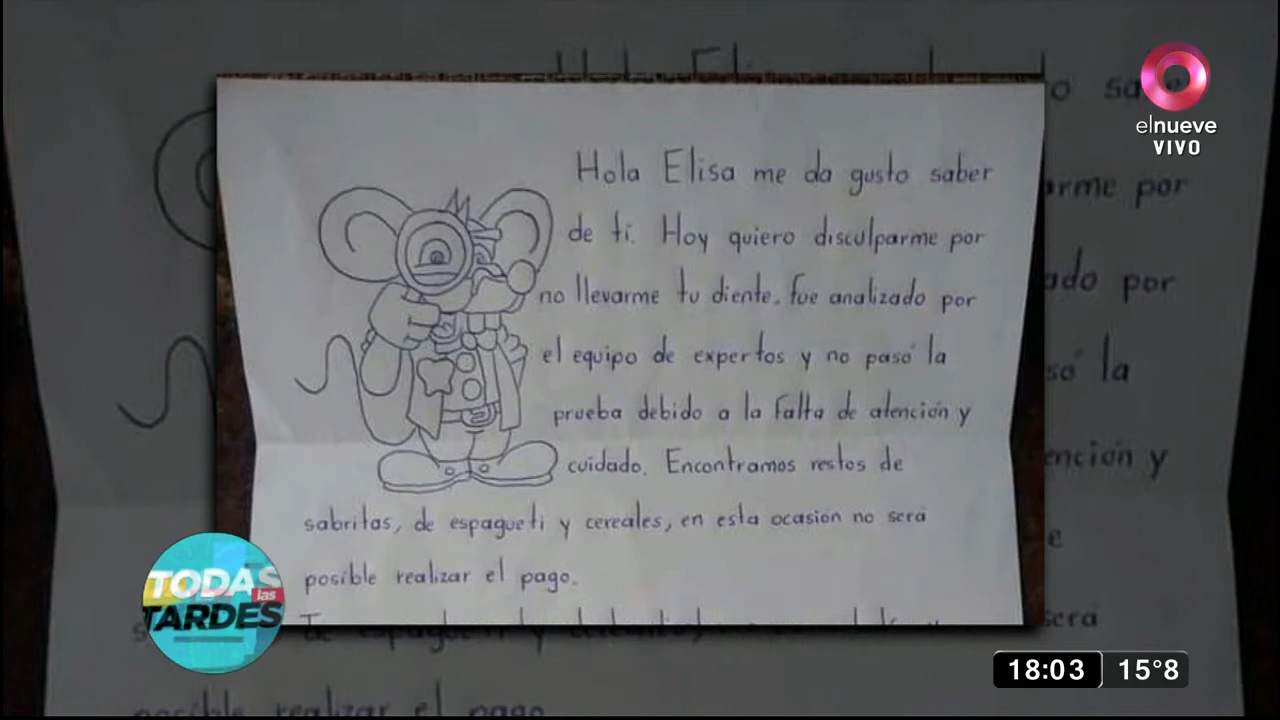 Hola Elisa me da gusto saber
de ti. Hoy quiero disculparme por
no llevarme tu diente. fue analizado por
el equipo de expertos y no pasó la
prueba debido a la falta de atención y
cuidado. Encontramos restos de
sabritas, de espagueti y cereales, en esta ocasión no será
posible realizar el pago.
elnueve
VIVO
TODAS
las
TARDES
18:03 15°8